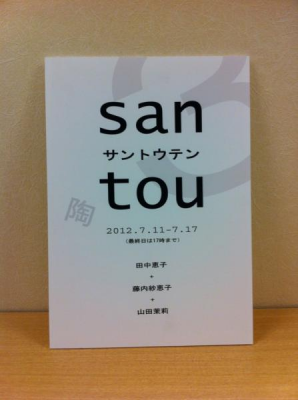 3
san
サントウテン
tou
陶
2012.7.11-7.17
(最終日は17時まで)
田中恵子
+
藤内紗恵子
+
山田茉莉